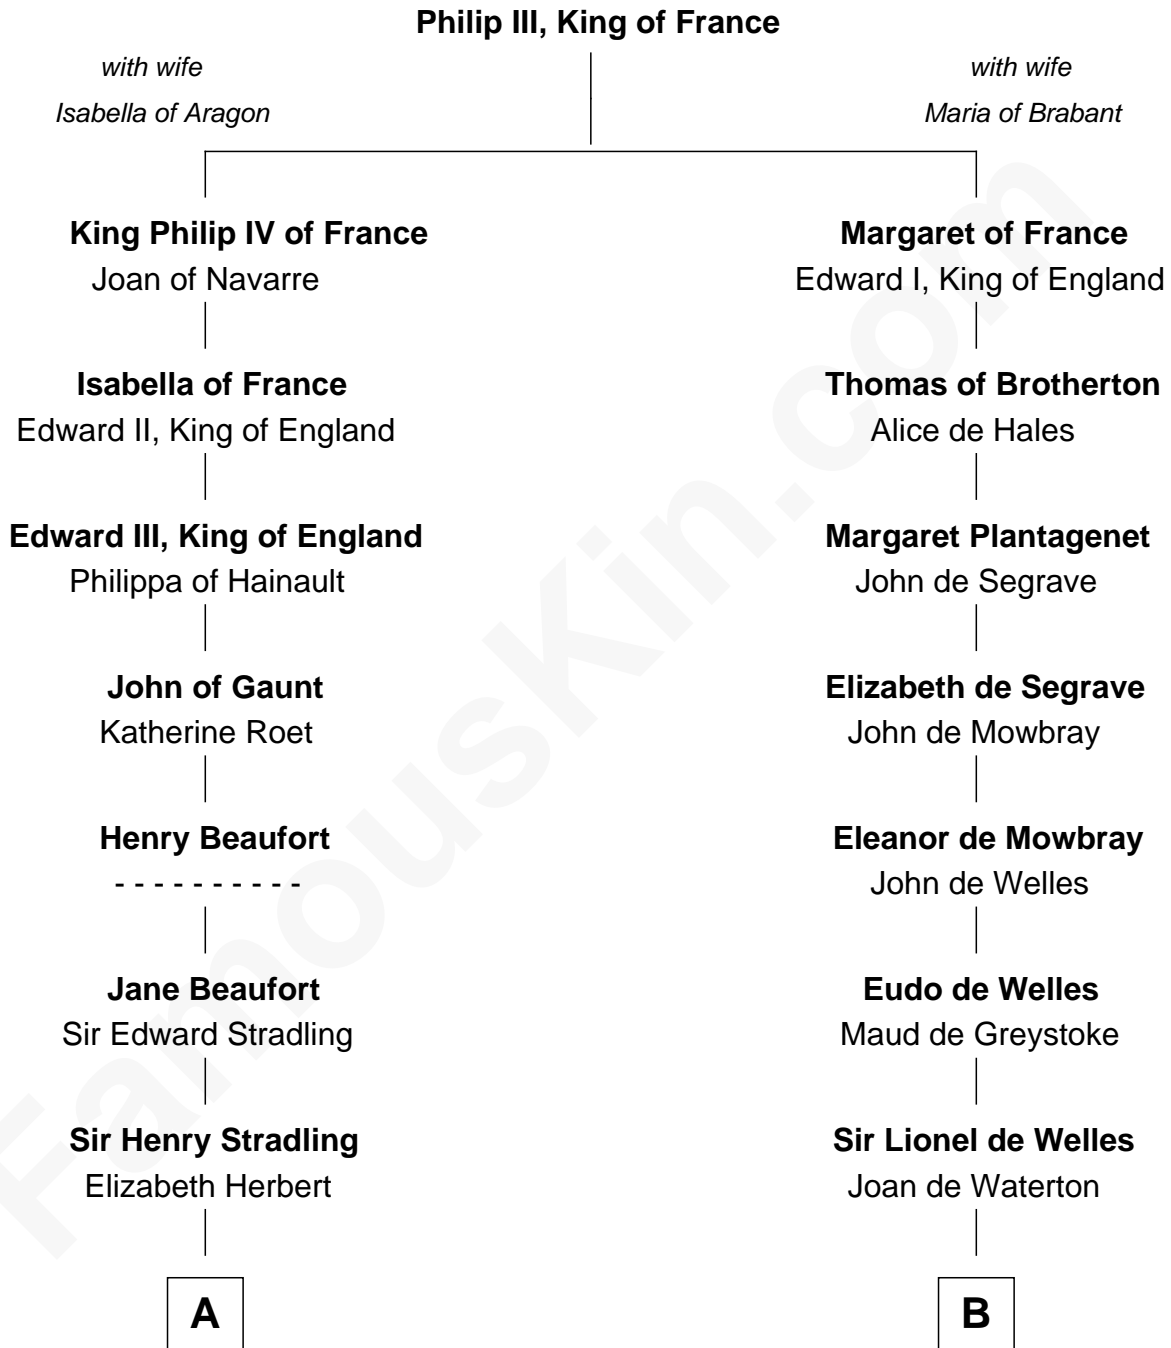 Philip III, King of France
with wife
Isabella of Aragon
with wife
Maria of Brabant
King Philip IV of France
Joan of Navarre
Margaret of France
Edward I, King of England
Isabella of France
Edward II, King of England
Thomas of Brotherton
Alice de Hales
Edward III, King of England
Philippa of Hainault
Margaret Plantagenet
John de Segrave
John of Gaunt
Katherine Roet
Elizabeth de Segrave
John de Mowbray
Henry Beaufort
- - - - - - - - - -
Eleanor de Mowbray
John de Welles
Jane Beaufort
Sir Edward Stradling
Eudo de Welles
Maud de Greystoke
Sir Henry Stradling
Elizabeth Herbert
Sir Lionel de Welles
Joan de Waterton
A
B
FamousKin.com